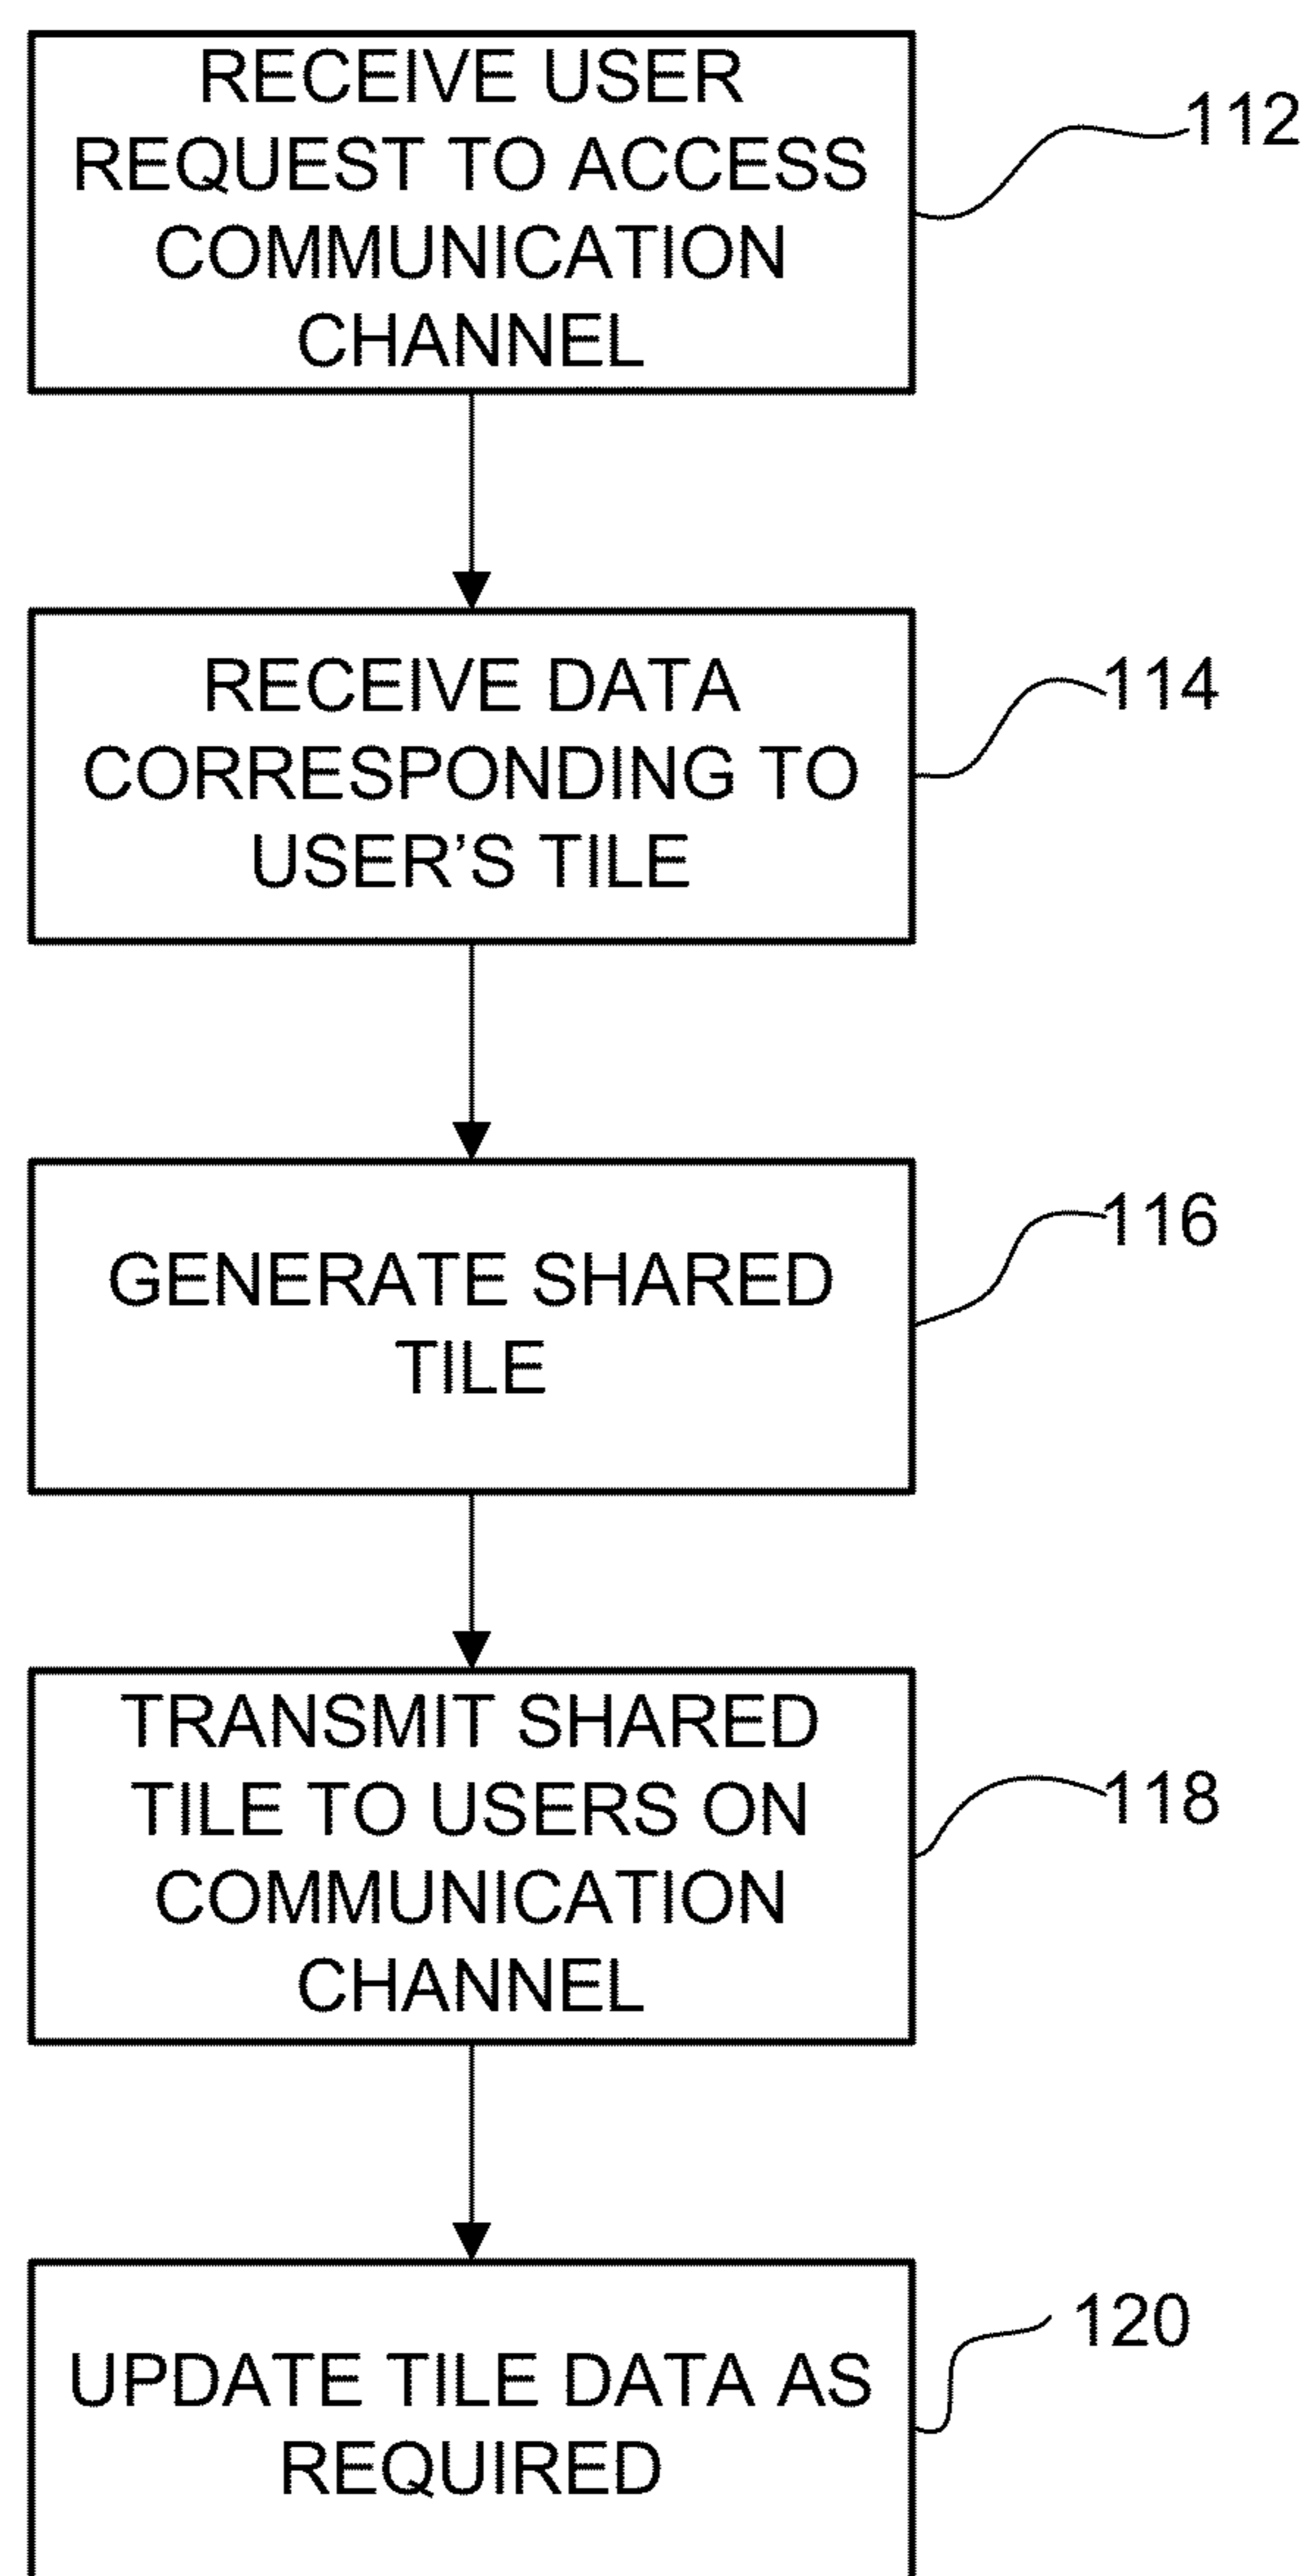 RECEIVE USER
REQUEST TO ACCESS
COMMUNICATION
CHANNEL
112
RECEIVE DATA
CORRESPONDING TO
USER’S TILE
114
GENERATE SHARED
TILE
116
TRANSMIT SHARED
TILE TO USERS ON
COMMUNICATION
CHANNEL
118
UPDATE TILE DATA AS
REQUIRED
120